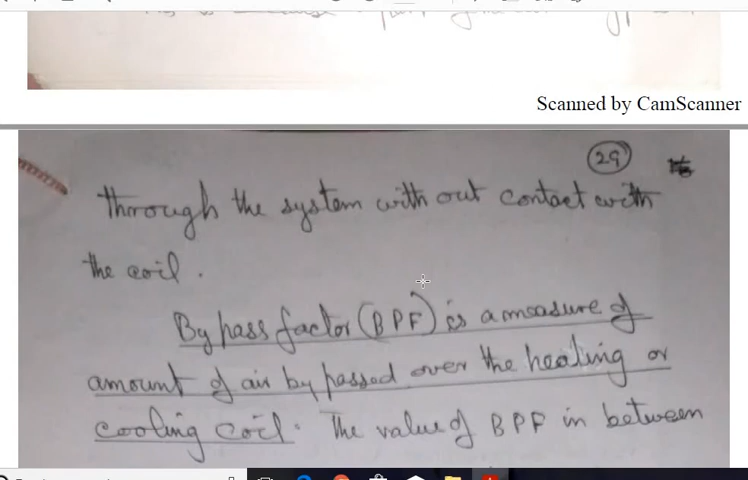 Scanned by CamScanner
29
through the system with out contact with
the coil.
By pass factor (BPF) is a measure of
amount of air by passed over the heating or
cooling coil. The value of BPF in between